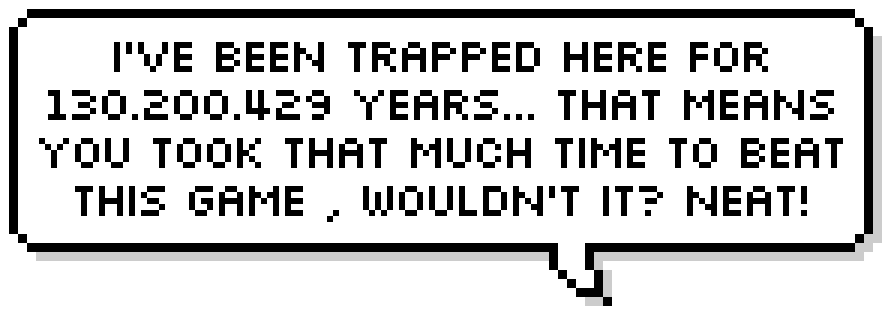 I'VE BEEN TRAPPED HERE FOR
130.200.429 YEARS... THAT MEANS
YOU TOOK THAT MUCH TIME TO BEAT
THIS GAME , WOULDN'T IT? NEAT!